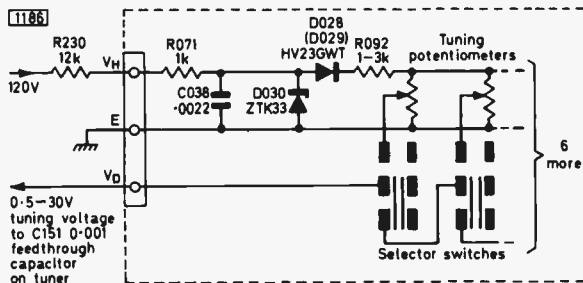 1186
R230
12k
VH
120V
R071
1k
C038
·0022
D030
ZTK33
D028
(D029)
HV23GWT
R092
1-3k
Tuning
potentiometers
E
VD
0·5-30V
tuning voltage
to C151 0·001
feedthrough
capacitor
on tuner
Selector switches
6
more